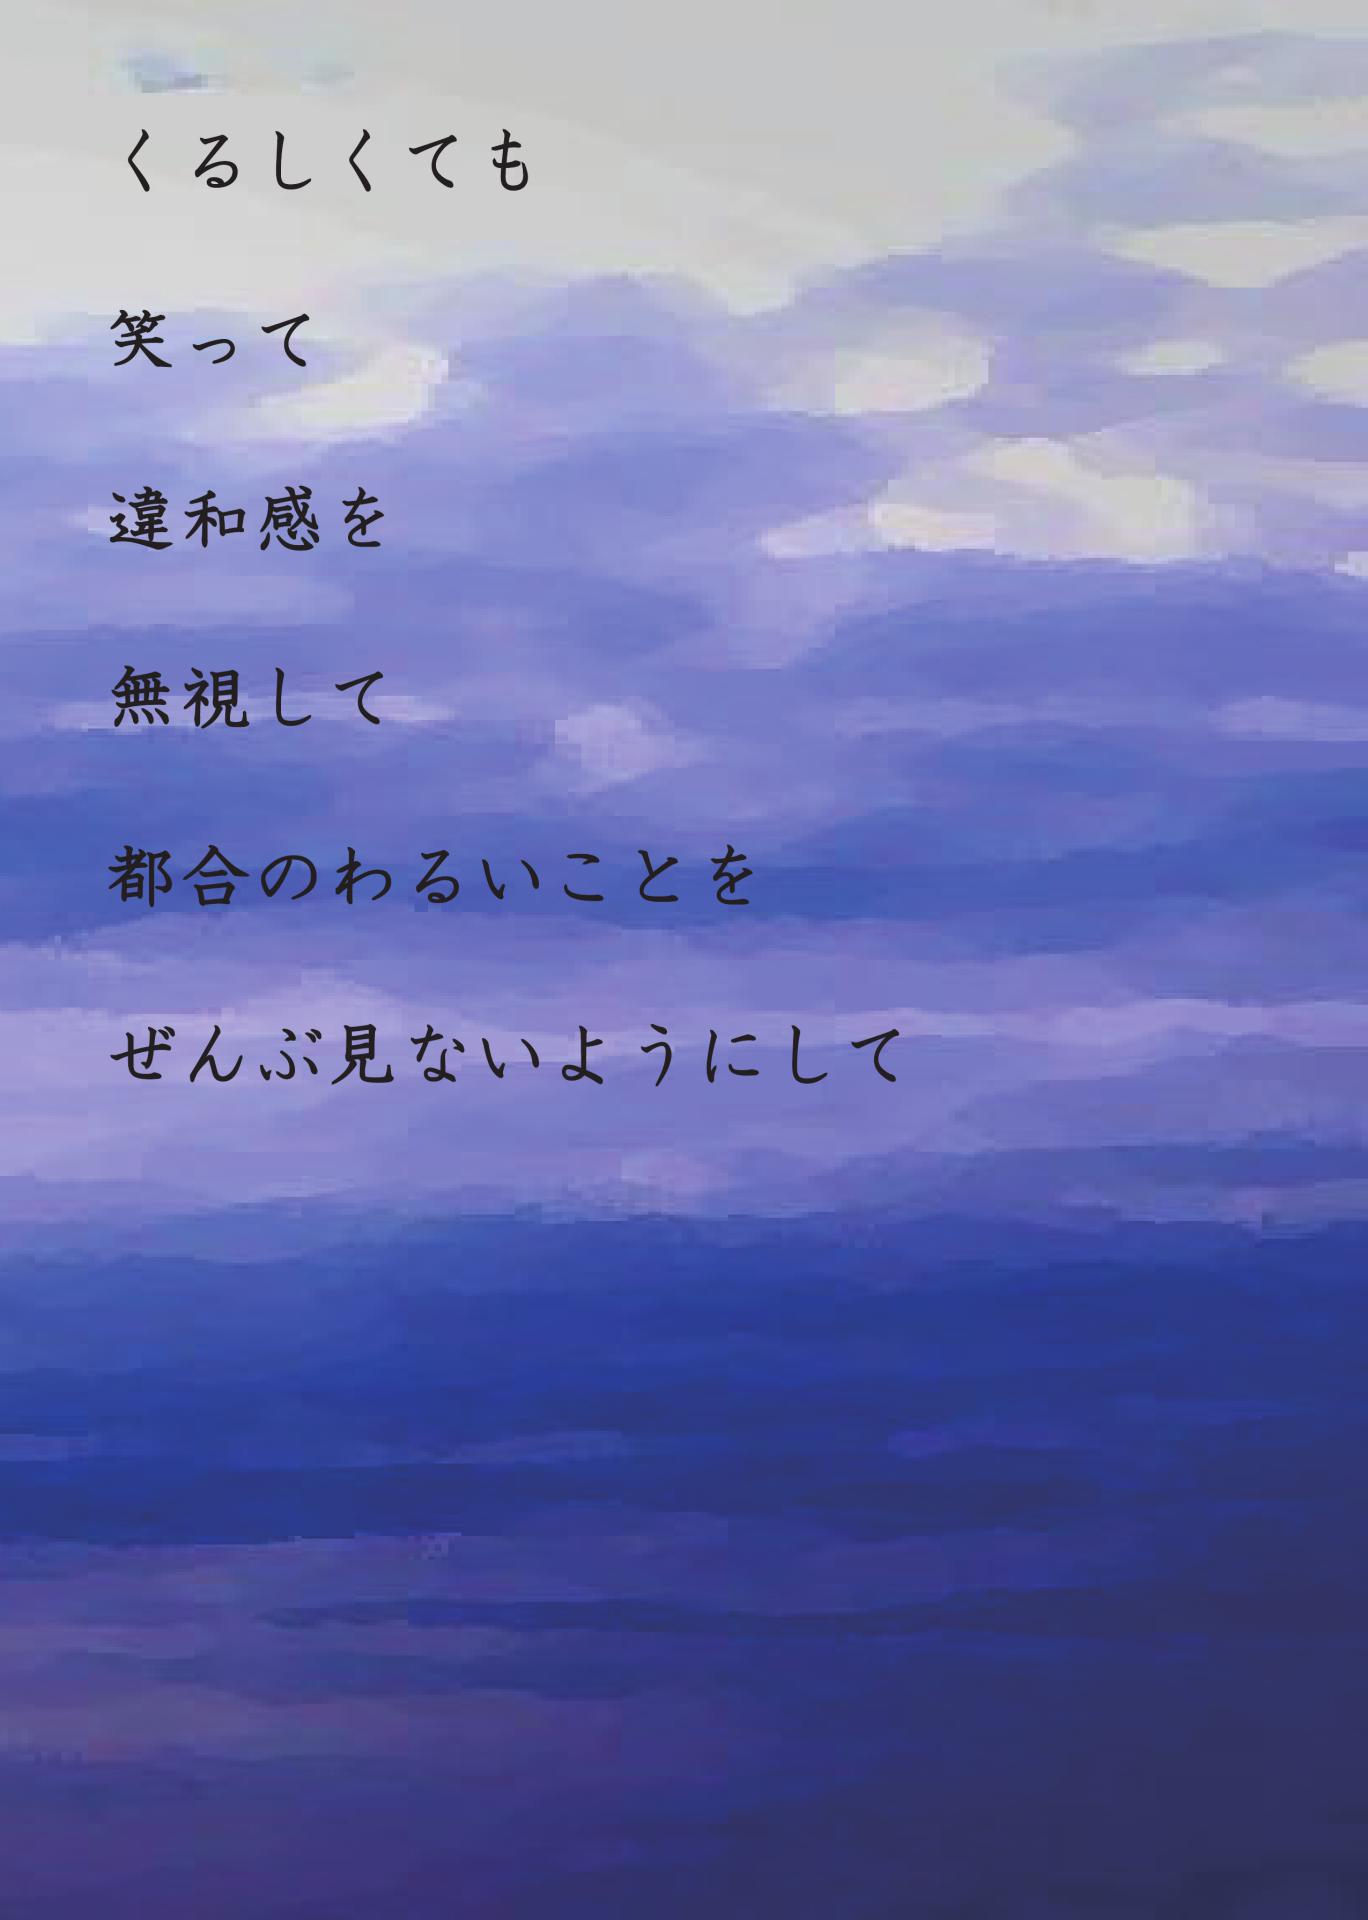 くるしくても
笑って
違和感を
無視して
都合のわるいことを
ぜんぶ見ないようにして